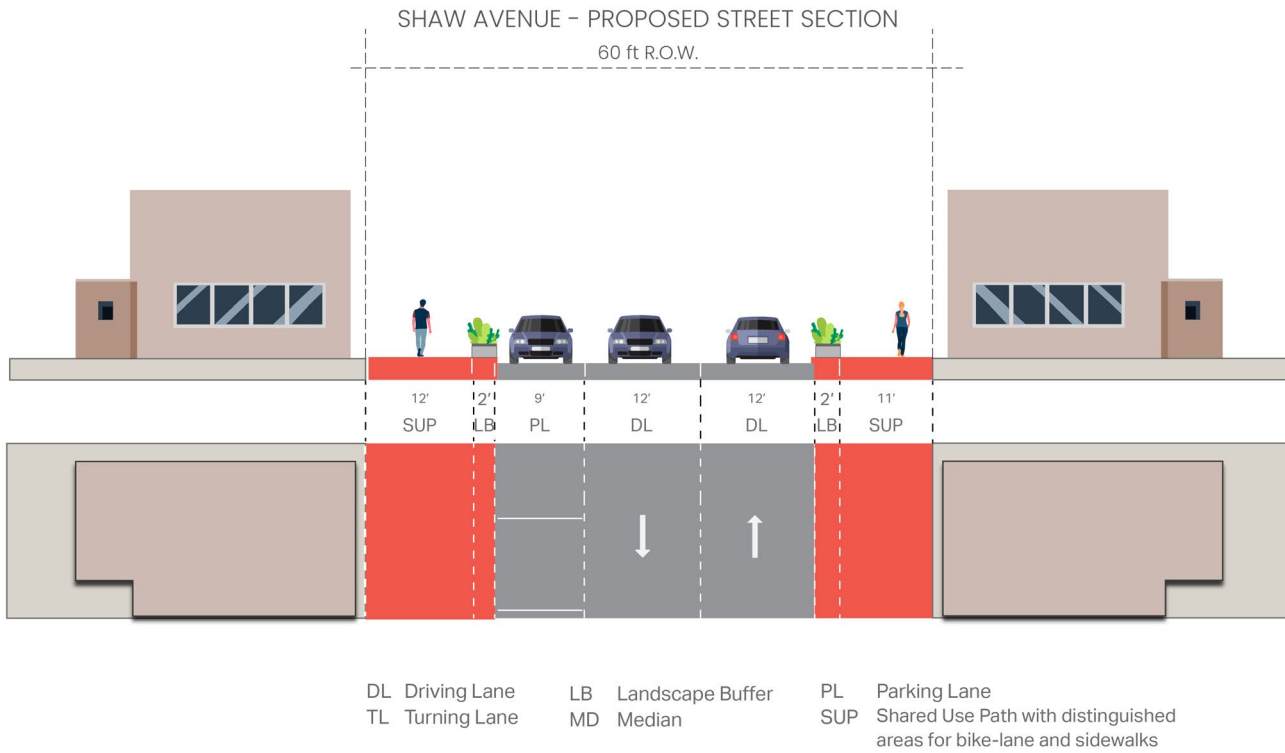 SHAW AVENUE - PROPOSED STREET SECTION
60 ft R.O.W.
12' 2' 9' 12' 12' 2' 11'
SUP LB PL DL DL LB SUP
DL Driving Lane LB Landscape Buffer PL Parking Lane
TL Turning Lane MD Median SUP Shared Use Path with distinguished
areas for bike-lane and sidewalks